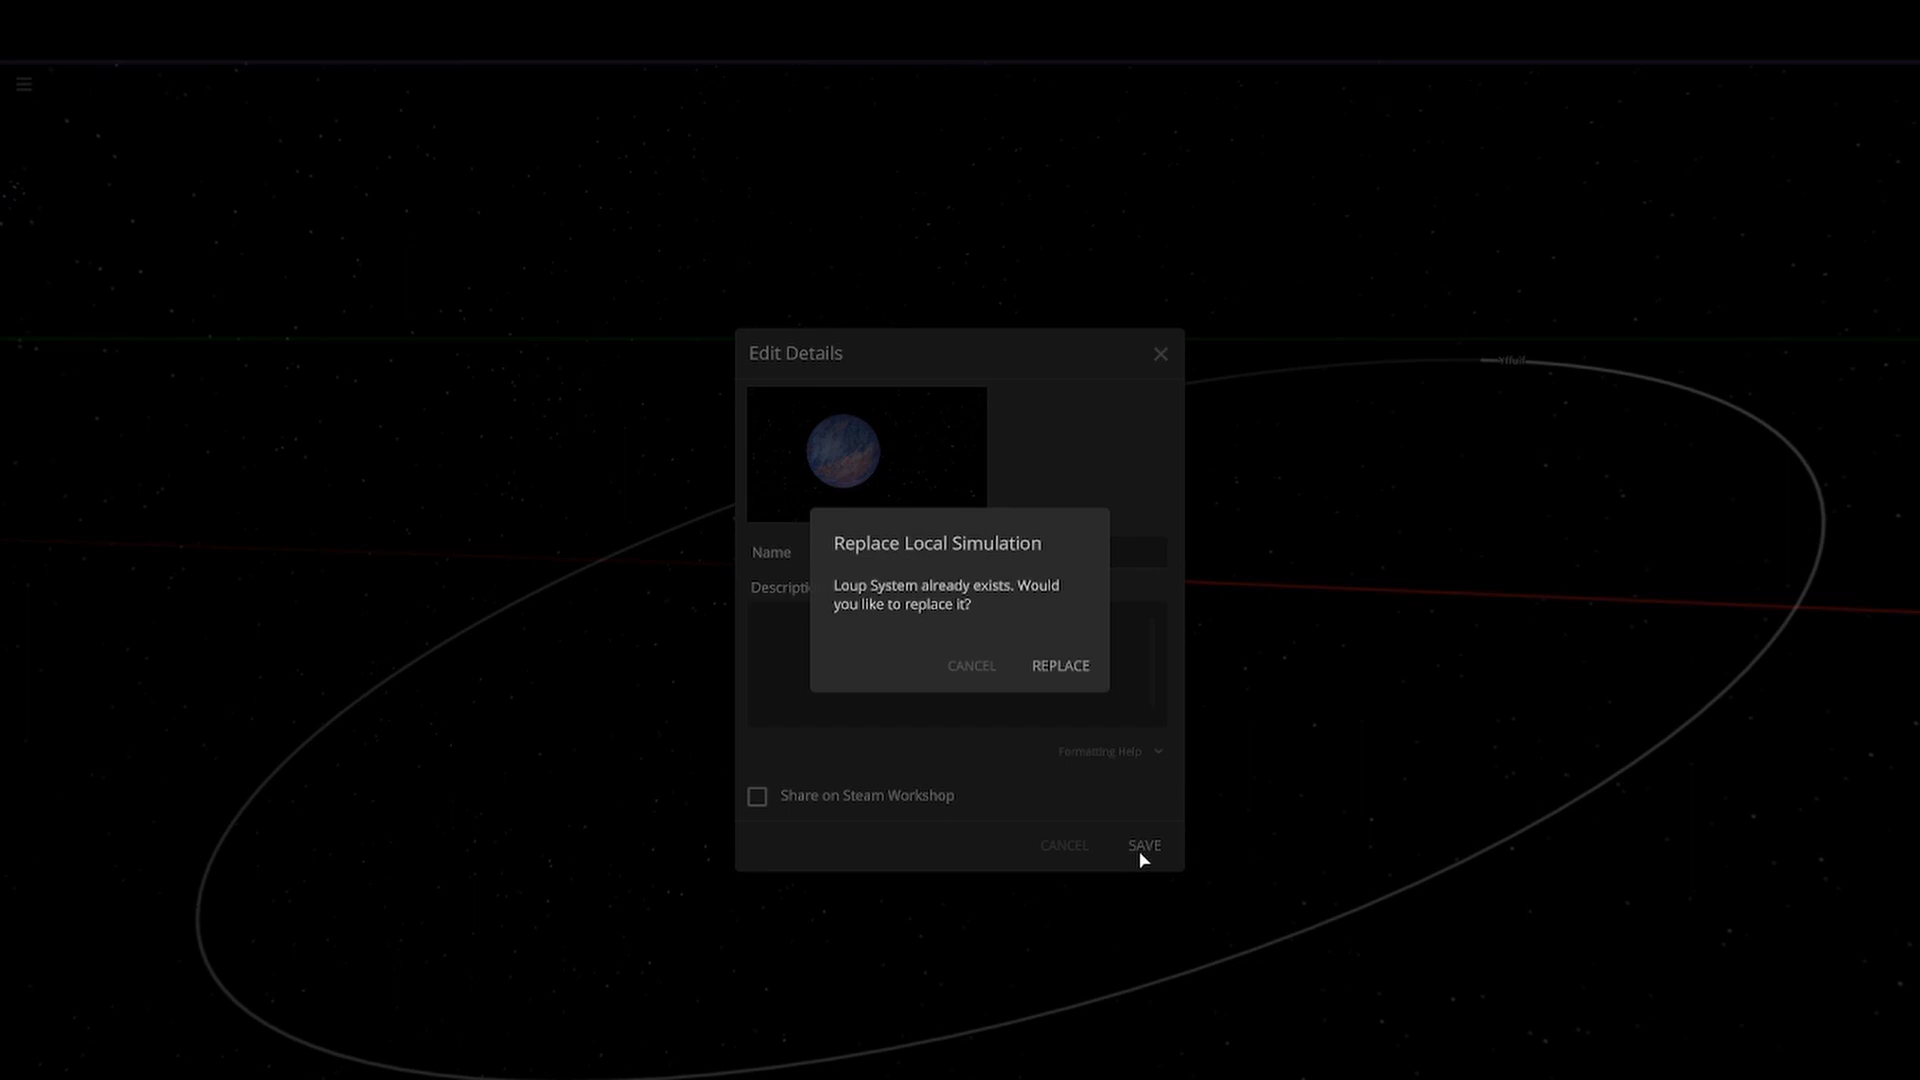 Edit Details
Name
Replace Local Simulation
Loup System already exists. Would
you like to replace it?
CANCEL REPLACE
Formatting Help
Share on Steam Workshop
CANCEL SAVE